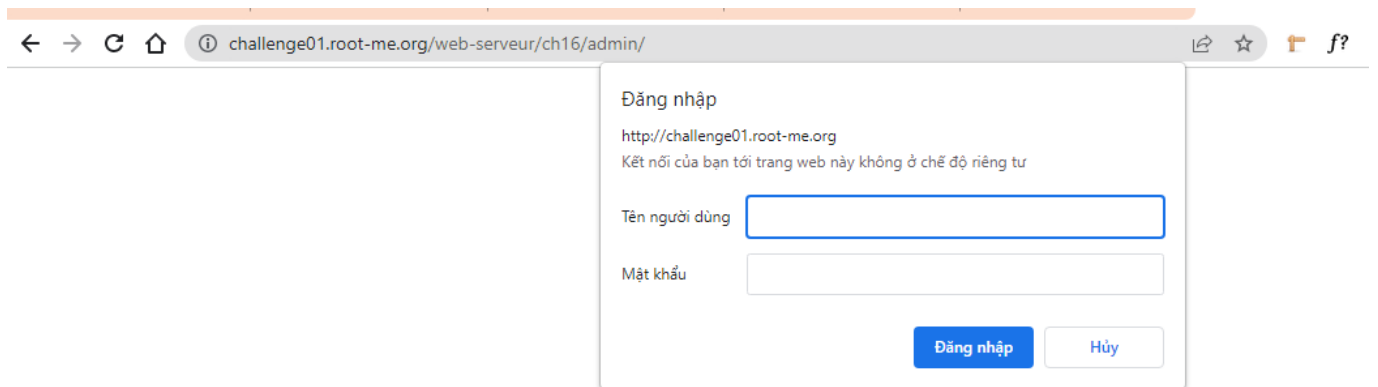 challenge01.root-me.org/web-serveur/ch16/admin/
f?
Đăng nhập
http://challenge01.root-me.org
Kết nối của bạn tới trang web này không ở chế độ riêng tư
Tên người dùng
Mật khẩu
Đăng nhập Hủy